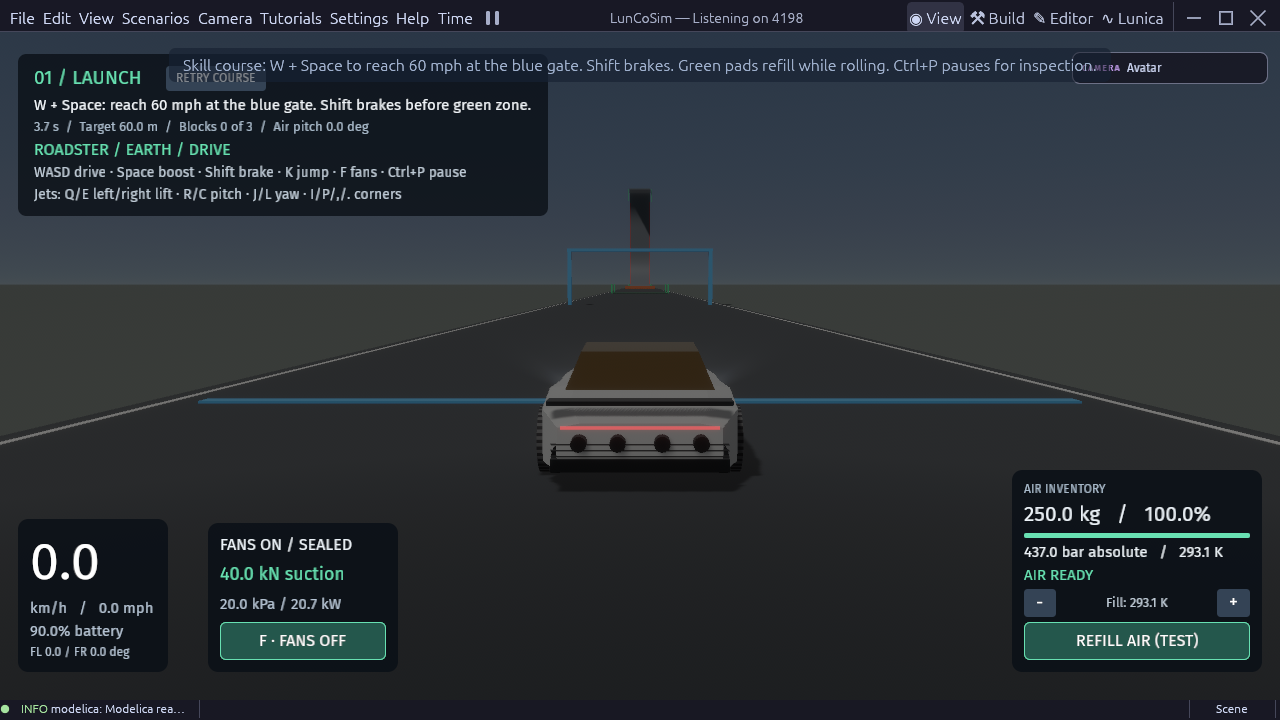 File Edit View Scenarios Camera Tutorials Settings Help Time
LunCoSim — Listening on 4198
View Build Editor Lunica
Skill course: W + Space to reach 60 mph at the blue gate. Shift brakes. Green pads refill while rolling. Ctrl+P pauses for inspection.
01 / LAUNCH
RETRY COURSE
Avatar
W + Space: reach 60 mph at the blue gate. Shift brakes before green zone.
3.7 s / Target 60.0 m / Blocks 0 of 3 / Air pitch 0.0 deg
ROADSTER / EARTH / DRIVE
WASD drive · Space boost · Shift brake · K jump · F fans · Ctrl+P pause
Jets: Q/E left/right lift · R/C pitch · J/L yaw · I/P/,/. corners
0.0
km/h / 0.0 mph
90.0% battery
FL 0.0 / FR 0.0 deg
FANS ON / SEALED
40.0 kN suction
20.0 kPa / 20.7 kW
F · FANS OFF
AIR INVENTORY
250.0 kg / 100.0%
437.0 bar absolute / 293.1 K
AIR READY
- Fill: 293.1 K +
REFILL AIR (TEST)
INFO modelica: Modelica rea...
Scene